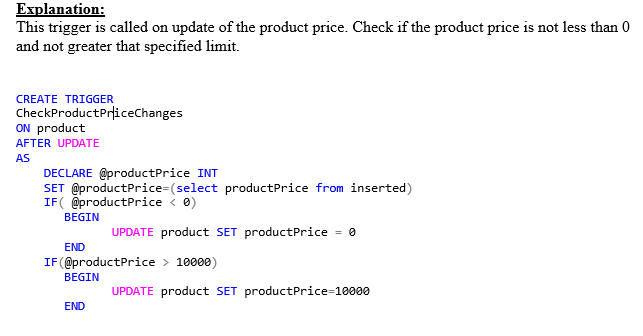 Explanation:
This trigger is called on update of the product price. Check if the product price is not less than 0
and not greater that specified limit.
CREATE TRIGGER
CheckProductPriceChanges
ON product
AFTER UPDATE
AS
DECLARE @productPrice INT
SET @productPrice=(select productPrice from inserted)
IF( @productPrice < 0)
BEGIN
UPDATE product SET productPrice = 0
END
IF(@productPrice > 10000)
BEGIN
UPDATE product SET productPrice=10000
END